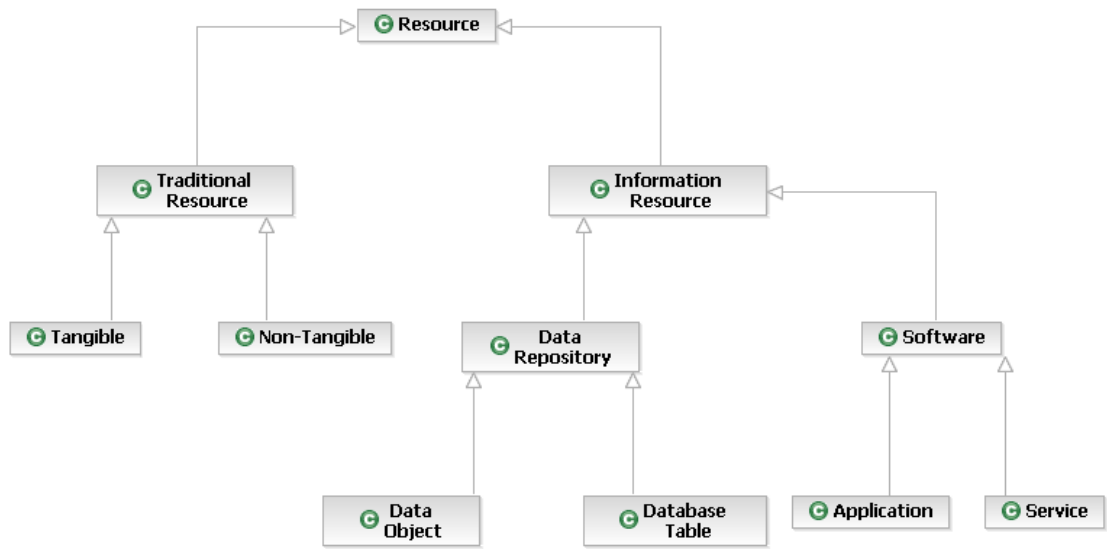 Resource
Traditional
Resource
Information
Resource
Tangible
Non-Tangible
Data
Repository
Software
Data
Object
Database
Table
Application
Service